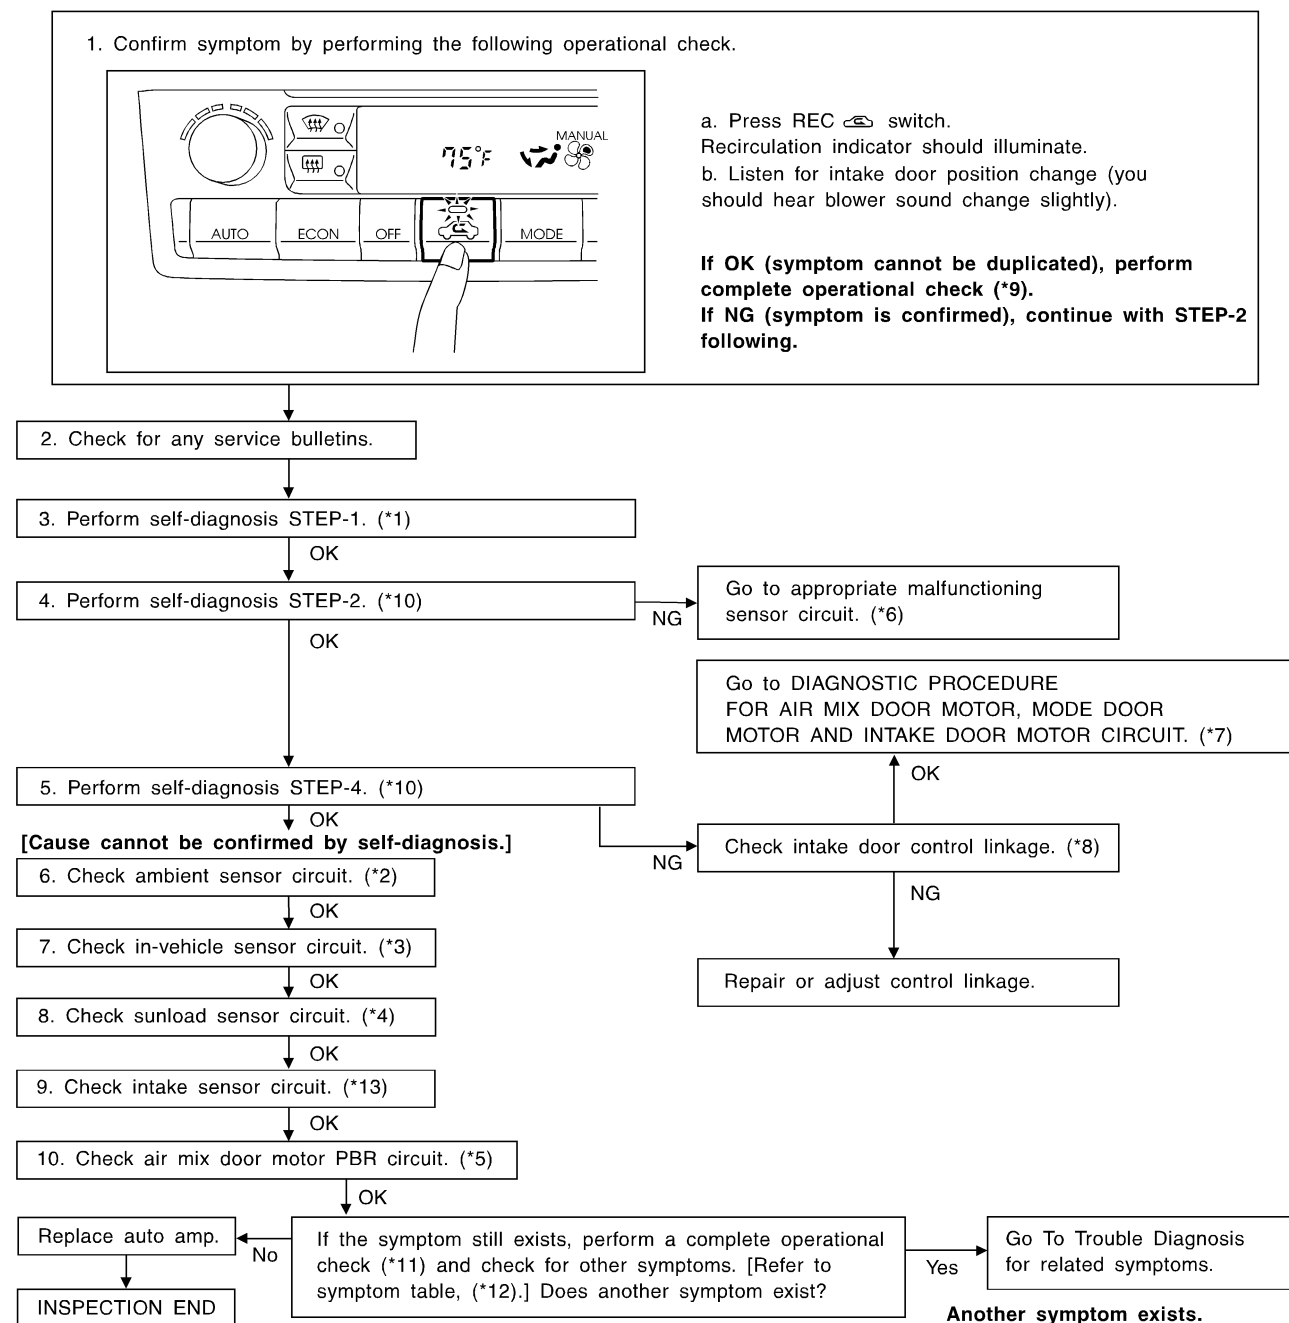 1. Confirm symptom by performing the following operational check.
MANUAL
75°F
AUTO
ECON
OFF
MODE
a. Press REC switch.
Recirculation indicator should illuminate.
b. Listen for intake door position change (you
should hear blower sound change slightly).
If OK (symptom cannot be duplicated), perform
complete operational check (*9).
If NG (symptom is confirmed), continue with STEP-2
following.
2. Check for any service bulletins.
3. Perform self-diagnosis STEP-1. (*1)
OK
4. Perform self-diagnosis STEP-2. (*10)
NG
Go to appropriate malfunctioning
sensor circuit. (*6)
OK
Go to DIAGNOSTIC PROCEDURE
FOR AIR MIX DOOR MOTOR, MODE DOOR
MOTOR AND INTAKE DOOR MOTOR CIRCUIT. (*7)
OK
5. Perform self-diagnosis STEP-4. (*10)
OK
NG
Check intake door control linkage. (*8)
NG
Repair or adjust control linkage.
[Cause cannot be confirmed by self-diagnosis.]
6. Check ambient sensor circuit. (*2)
OK
7. Check in-vehicle sensor circuit. (*3)
OK
8. Check sunload sensor circuit. (*4)
OK
9. Check intake sensor circuit. (*13)
OK
10. Check air mix door motor PBR circuit. (*5)
OK
If the symptom still exists, perform a complete operational
check (*11) and check for other symptoms. [Refer to
symptom table, (*12).] Does another symptom exist?
No
Replace auto amp.
INSPECTION END
Yes
Go To Trouble Diagnosis
for related symptoms.
Another symptom exists.